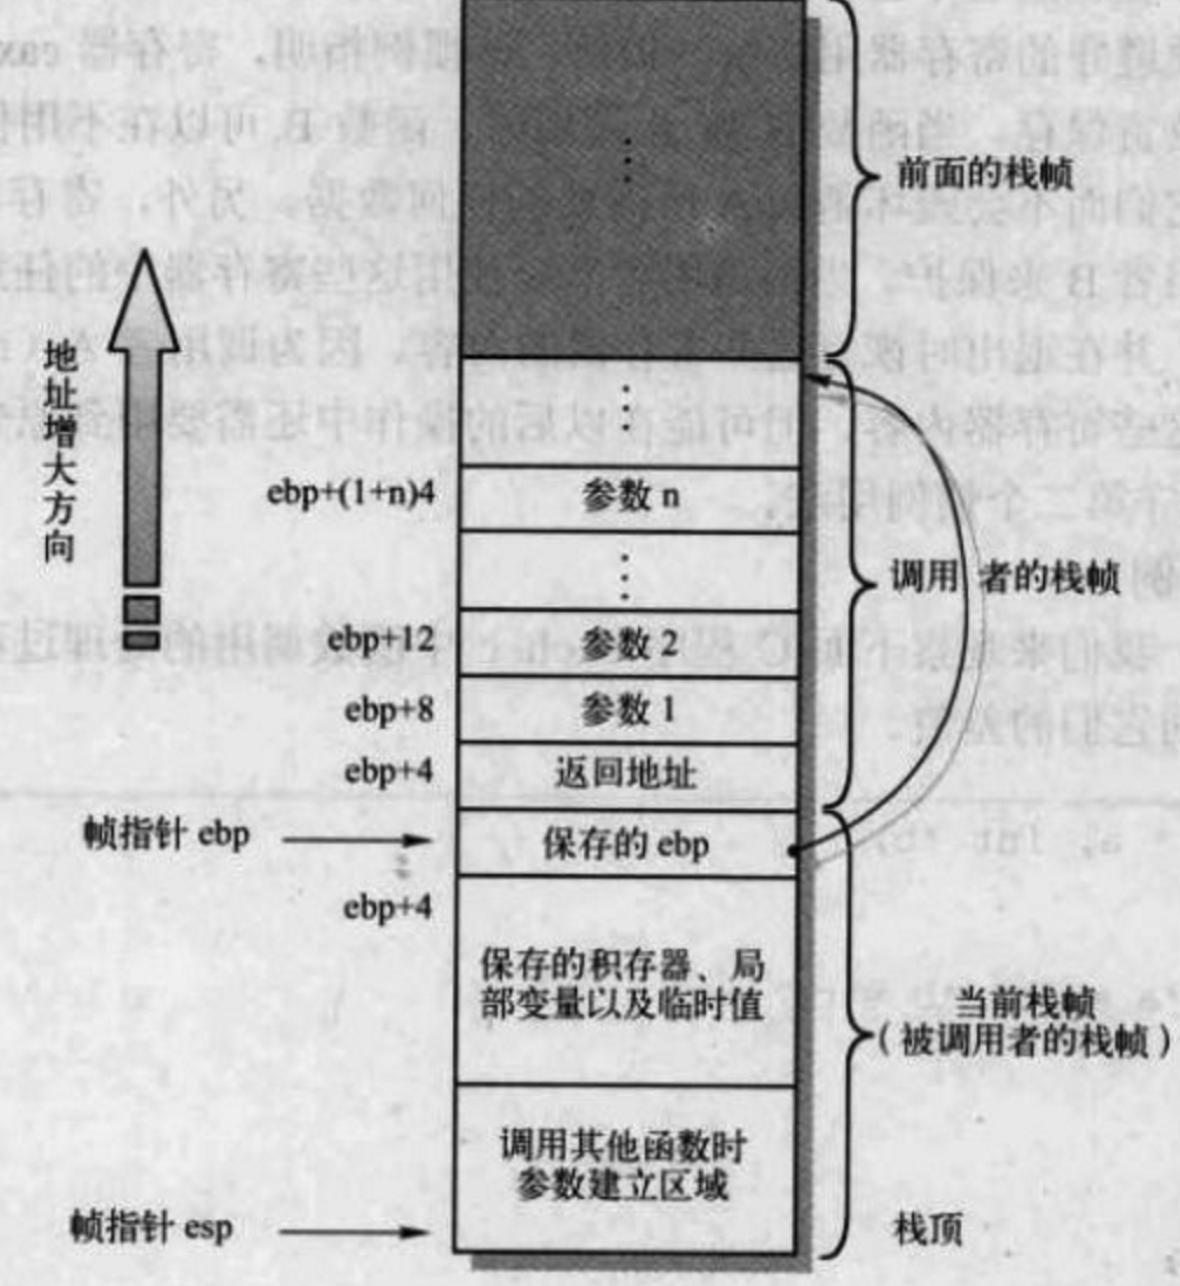 前面的栈帧
地址增大方向
ebp+(1+n)4
参数 n
调用 者的栈帧
ebp+12
参数 2
ebp+8
参数 1
ebp+4
返回地址
帧指针 ebp
保存的 ebp
ebp+4
保存的积存器、局
部变量以及临时值
当前栈帧
（被调用者的栈帧）
调用其他函数时
参数建立区域
帧指针 esp
栈顶